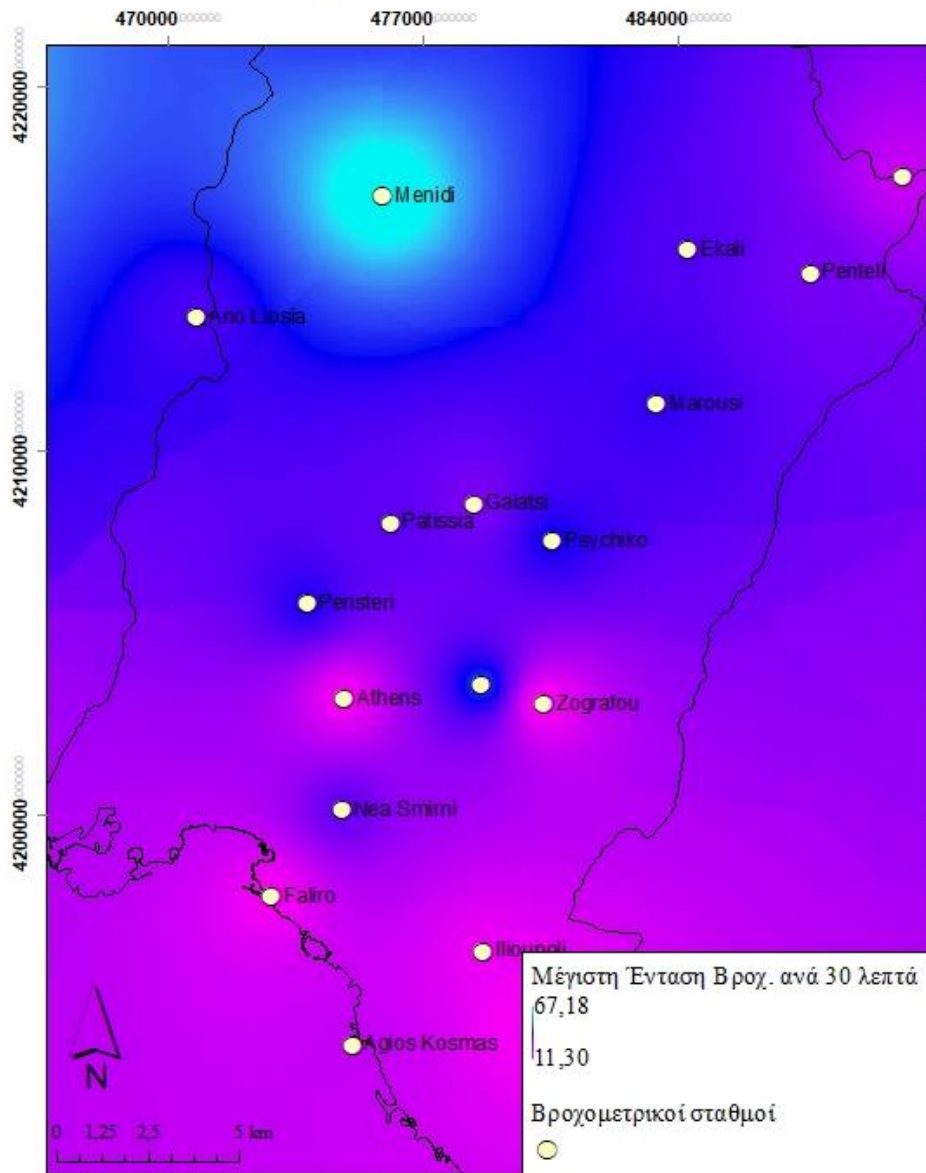 470000 477000 484000
4220000
4210000
4200000
Menidi
Ekali
Penteli
Ano Liosia
Marousi
Galatsi
Patissia
Psychiko
Peristeri
Athens
Zografou
Nea Smirni
Faliro
Ilioupoli
Agios Kosmas
N
0 1,25 2,5 5 km
Μέγιστη Ένταση Βροχ. ανά 30 λεπτά
67,18
11,30
Βροχομετρικοί σταθμοί